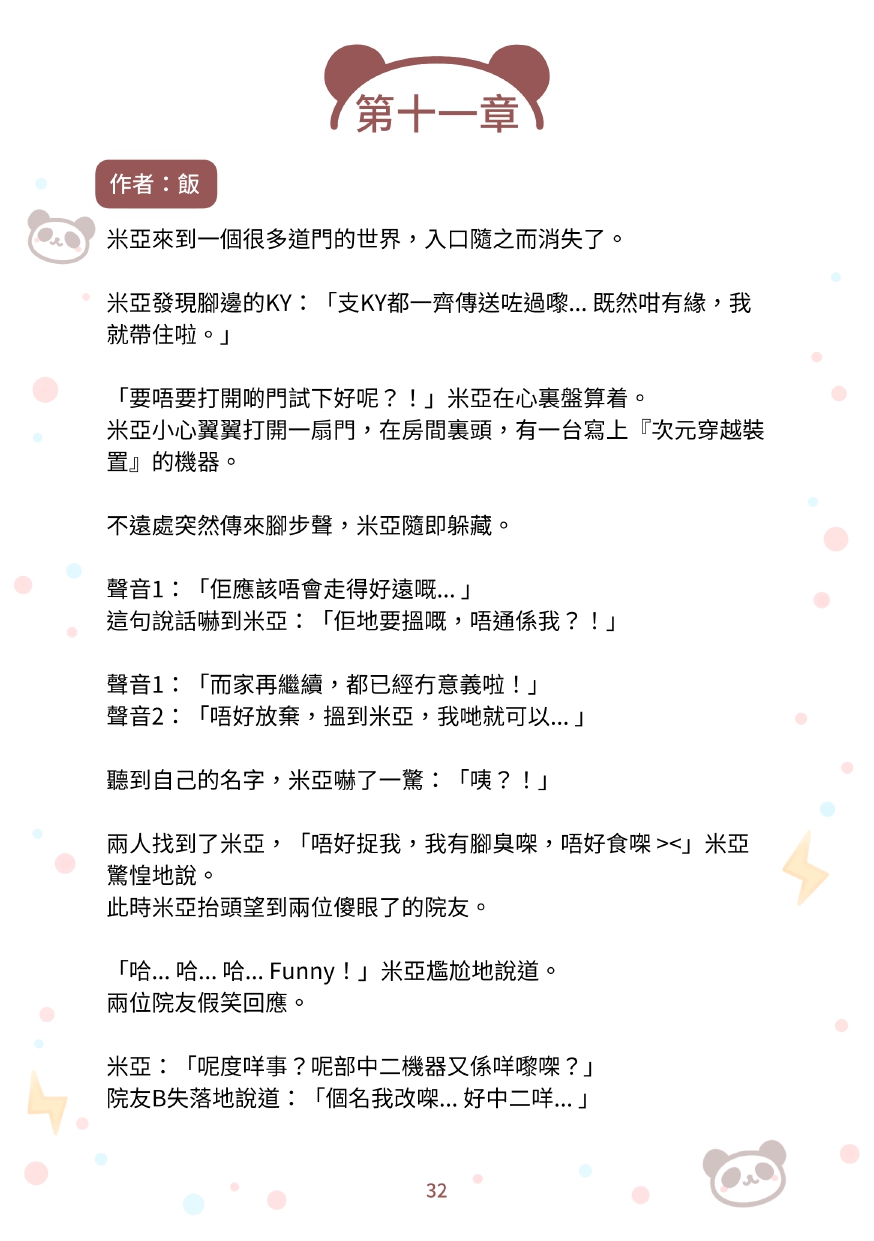 第十一章
作者：飯
米亞來到一個很多道門的世界，入口隨之而消失了。
米亞發現腳邊的KY：「支KY都一齊傳送咗過嚟... 既然咁有緣，我
就帶住啦。」
「要唔要打開啲門試下好呢？！」米亞在心裏盤算着。
米亞小心翼翼打開一扇門，在房間裏頭，有一台寫上『次元穿越裝
置』的機器。
不遠處突然傳來腳步聲，米亞隨即躲藏。
聲音1：「佢應該唔會走得好遠嘅... 」
這句說話嚇到米亞：「佢地要搵嘅，唔通係我？！」
聲音1：「而家再繼續，都已經冇意義啦！」
聲音2：「唔好放棄，搵到米亞，我哋就可以... 」
聽到自己的名字，米亞嚇了一驚：「咦？！」
兩人找到了米亞，「唔好捉我，我有腳臭㗎，唔好食㗎 ><」米亞
驚惶地說。
此時米亞抬頭望到兩位傻眼了的院友。
「哈... 哈... 哈... Funny！」米亞尷尬地說道。
兩位院友假笑回應。
米亞：「呢度咩事？呢部中二機器又係咩嚟㗎？」
院友B失落地說道：「個名我改㗎... 好中二咩... 」
32